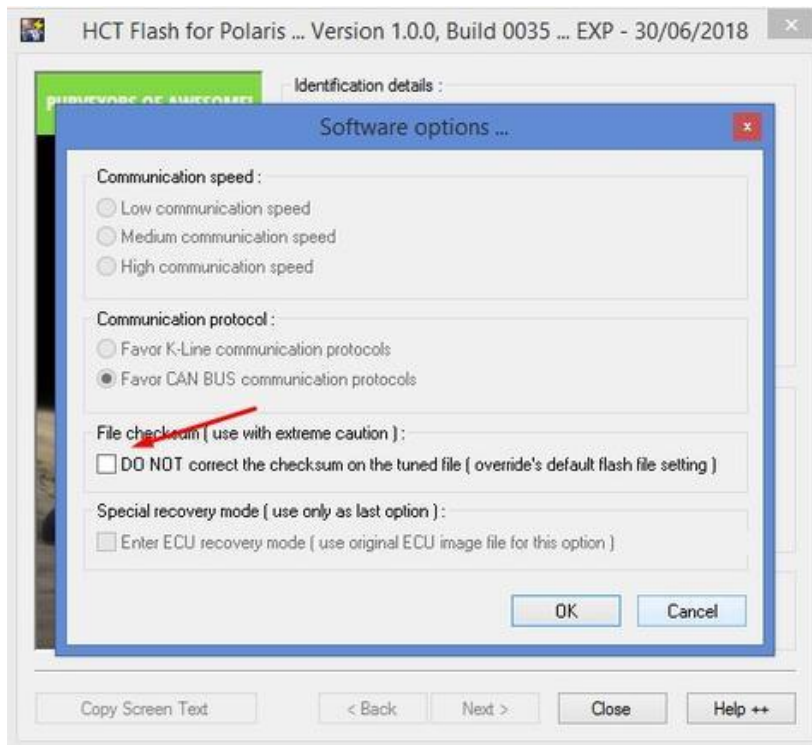 HCT Flash for Polaris ... Version 1.0.0, Build 0035 ... EXP - 30/06/2018
Identification details :
Software options ...
Communication speed :
Low communication speed
Medium communication speed
High communication speed
Communication protocol :
Favor K-Line communication protocols
Favor CAN BUS communication protocols
File checksum ( use with extreme caution ) :
DO NOT correct the checksum on the tuned file ( override's default flash file setting )
Special recovery mode ( use only as last option ) :
Enter ECU recovery mode ( use original ECU image file for this option )
OK
Cancel
Copy Screen Text
< Back
Next >
Close
Help ++